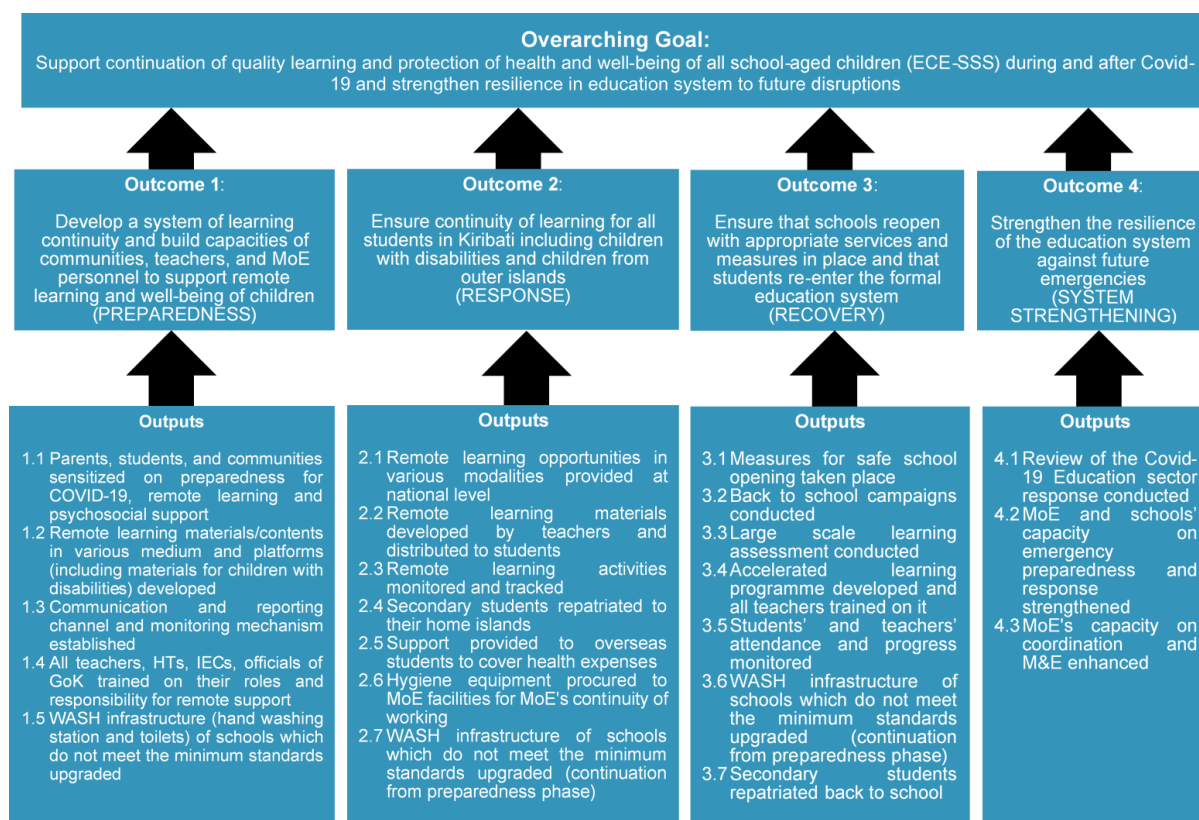 Overarching Goal:
Support continuation of quality learning and protection of health and well-being of all school-aged children (ECE-SSS) during and after Covid-
19 and strengthen resilience in education system to future disruptions
Outcome 1:
Develop a system of learning
continuity and build capacities of
communities, teachers, and MoE
personnel to support remote
learning and well-being of children
(PREPAREDNESS)
Outcome 2:
Ensure continuity of learning for all
students in Kiribati including children
with disabilities and children from
outer islands
(RESPONSE)
Outcome 3:
Ensure that schools reopen
with appropriate services and
measures in place and that
students re-enter the formal
education system
(RECOVERY)
Outcome 4:
Strengthen the resilience
of the education system
against future
emergencies
(SYSTEM
STRENGTHENING)
Outputs
1.1 Parents, students, and communities
sensitized on preparedness for
COVID-19, remote learning and
psychosocial support
1.2 Remote learning materials/contents
in various medium and platforms
(including materials for children with
disabilities) developed
1.3 Communication and reporting
channel and monitoring mechanism
established
1.4 All teachers, HTs, IECs, officials of
GoK trained on their roles and
responsibility for remote support
1.5 WASH infrastructure (hand washing
station and toilets) of schools which
do not meet the minimum standards
upgraded
Outputs
2.1 Remote learning opportunities in
various modalities provided at
national level
2.2 Remote learning materials
developed by teachers and
distributed to students
2.3 Remote learning activities
monitored and tracked
2.4 Secondary students repatriated to
their home islands
2.5 Support provided to overseas
students to cover health expenses
2.6 Hygiene equipment procured to
MoE facilities for MoE's continuity of
working
2.7 WASH infrastructure of schools
which do not meet the minimum
standards upgraded (continuation
from preparedness phase)
Outputs
3.1 Measures for safe school
opening taken place
3.2 Back to school campaigns
conducted
3.3 Large scale learning
assessment conducted
3.4 Accelerated learning
programme developed and
all teachers trained on it
3.5 Students' and teachers'
attendance and progress
monitored
3.6 WASH infrastructure of
schools which do not meet
the minimum standards
upgraded (continuation
from preparedness phase)
3.7 Secondary students
repatriated back to school
Outputs
4.1 Review of the Covid-
19 Education sector
response conducted
4.2 MoE and schools'
capacity on
emergency
preparedness and
response
strengthened
4.3 MoE's capacity on
coordination and
M&E enhanced